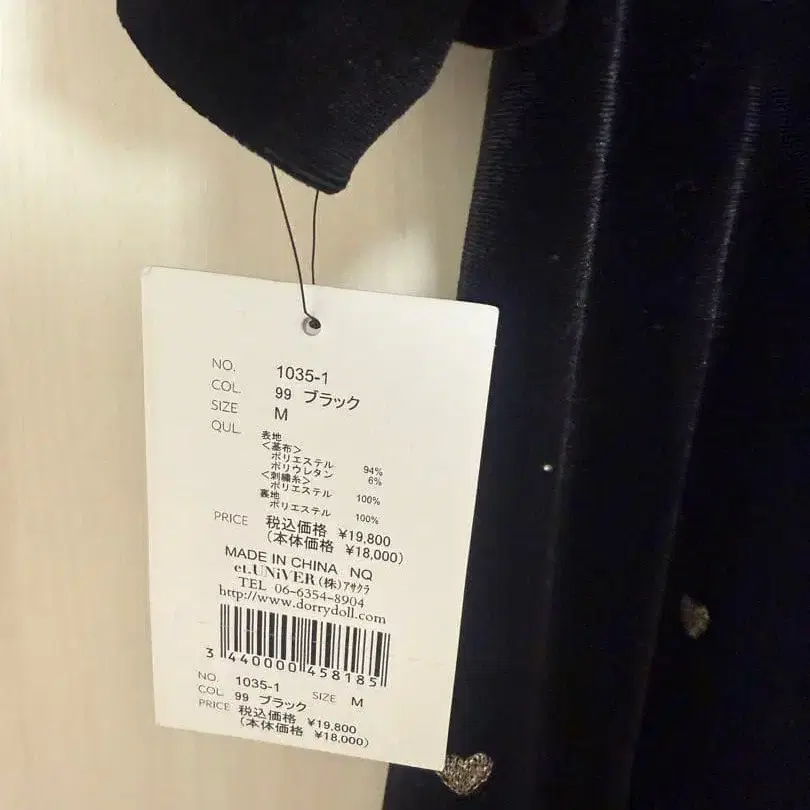 NO. 1035-1
COL. 99 ブラック
SIZE M
QUL. 表地
<基布>
ポリエステル 94%
ポリウレタン 6%
<刺繍糸>
ポリエステル 100%
裏地
ポリエステル 100%
PRICE 税込価格 ¥19,800
(本体価格 ¥18,000)
MADE IN CHINA NQ
et.UNiVER (株)アサクラ
TEL 06-6354-8904
http://www.dorrydoll.com
3 440000 458185
NO. 1035-1 SIZE M
COL. 99 ブラック
PRICE 税込価格 ¥19,800
(本体価格 ¥18,000)